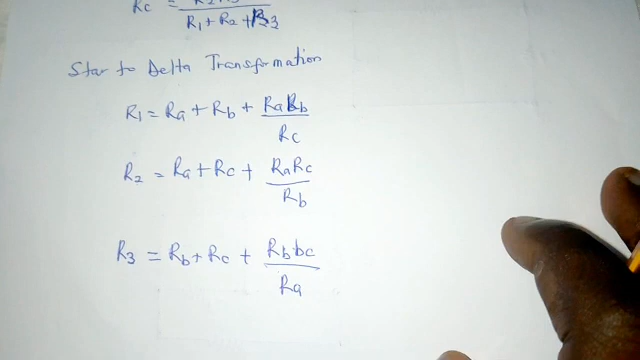 Rc =
R1 + R2 + R3
Star to Delta Transformation
R1 = Ra + Rb + RaRb / Rc
R2 = Ra + Rc + RaRc / Rb
R3 = Rb + Rc + Rbbc / Ra